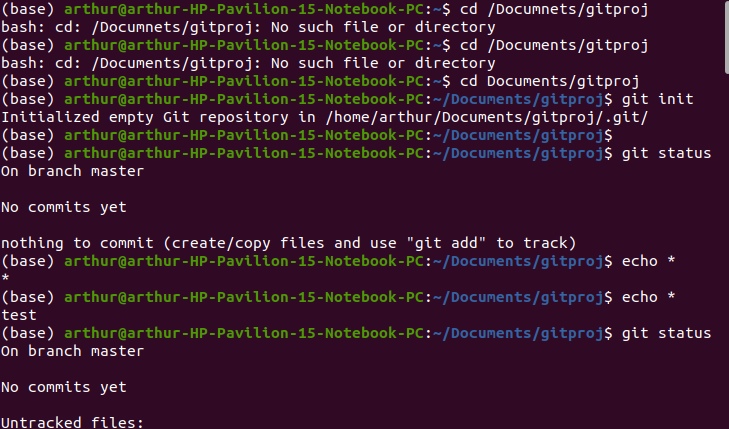 (base) arthur@arthur-HP-Pavilion-15-Notebook-PC:~$ cd /Documnets/gitproj
bash: cd: /Documnets/gitproj: No such file or directory
(base) arthur@arthur-HP-Pavilion-15-Notebook-PC:~$ cd /Documents/gitproj
bash: cd: /Documents/gitproj: No such file or directory
(base) arthur@arthur-HP-Pavilion-15-Notebook-PC:~$ cd Documents/gitproj
(base) arthur@arthur-HP-Pavilion-15-Notebook-PC:~/Documents/gitproj$ git init
Initialized empty Git repository in /home/arthur/Documents/gitproj/.git/
(base) arthur@arthur-HP-Pavilion-15-Notebook-PC:~/Documents/gitproj$
(base) arthur@arthur-HP-Pavilion-15-Notebook-PC:~/Documents/gitproj$ git status
On branch master
No commits yet
nothing to commit (create/copy files and use "git add" to track)
(base) arthur@arthur-HP-Pavilion-15-Notebook-PC:~/Documents/gitproj$ echo *
*
(base) arthur@arthur-HP-Pavilion-15-Notebook-PC:~/Documents/gitproj$ echo *
test
(base) arthur@arthur-HP-Pavilion-15-Notebook-PC:~/Documents/gitproj$ git status
On branch master
No commits yet
Untracked files: